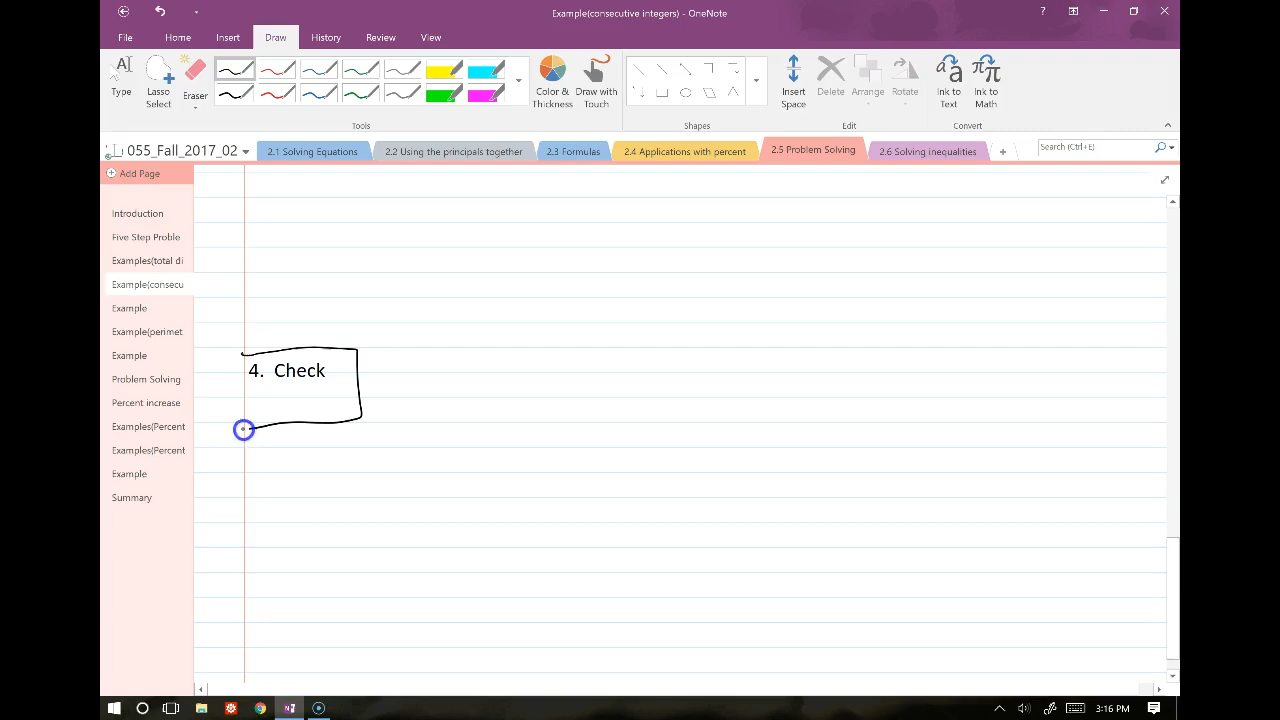 Example(consecutive integers) - OneNote
?
File Home Insert Draw History Review View
Type
Lasso Select
Eraser
Color & Thickness
Draw with Touch
Insert Space
Delete
Arrange
Rotate
Ink to Text
Ink to Math
Tools
Shapes
Edit
Convert
055_Fall_2017_02
2.1 Solving Equations
2.2 Using the principals together
2.3 Formulas
2.4 Applications with percent
2.5 Problem Solving
2.6 Solving inequalities
Search (Ctrl+E)
Add Page
Introduction
Five Step Proble
Examples(total di
Example(consecu
Example
Example(perimet
Example
Problem Solving
Percent increase
Examples(Percent
Examples(Percent
Example
Summary
4. Check
3:16 PM